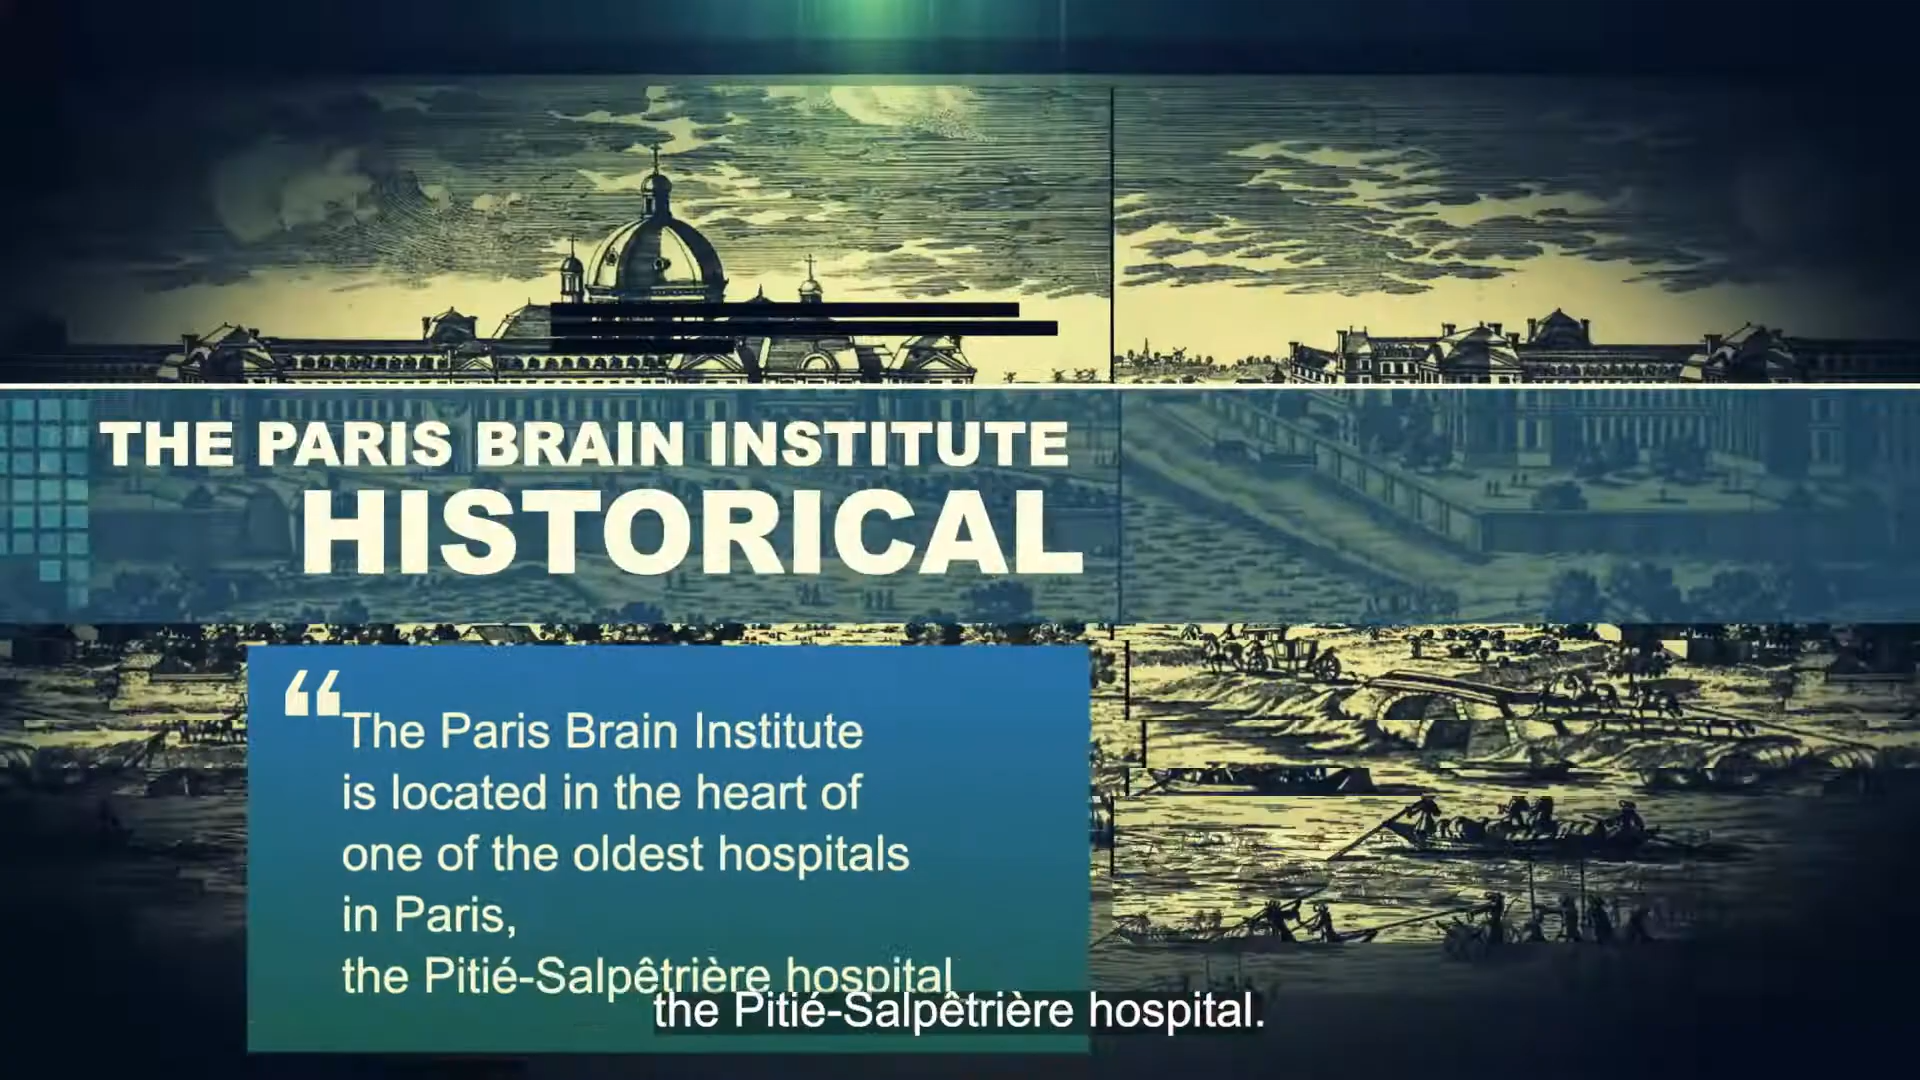 THE PARIS BRAIN INSTITUTE
HISTORICAL
“The Paris Brain Institute
is located in the heart of
one of the oldest hospitals
in Paris,
the Pitié-Salpêtrière hospital
the Pitié-Salpêtrière hospital.